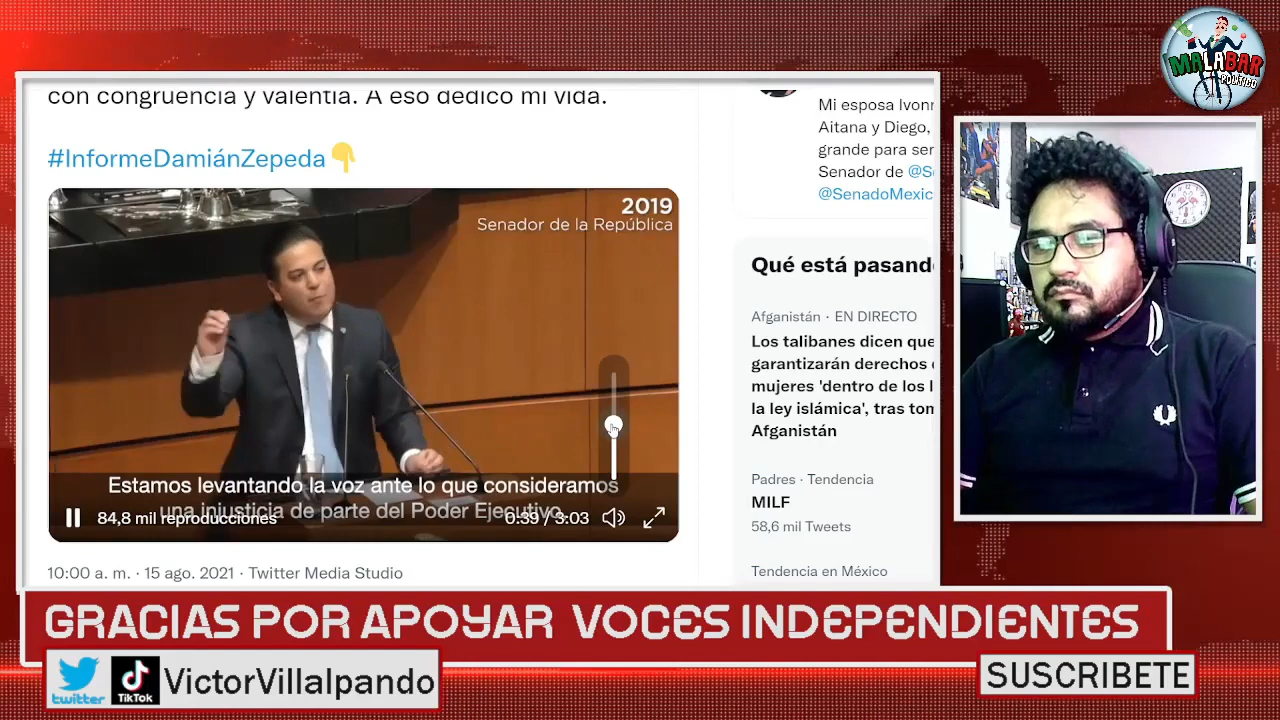 con congruencia y valentía. A eso dedico mi vida.
#InformeDamiánZepeda
2019
Senador de la República
Estamos levantando la voz ante lo que consideramos
una injusticia de parte del Poder Ejecutivo
84,8 mil reproducciones
0:39 / 3:03
10:00 a. m. · 15 ago. 2021 · Twitter Media Studio
Mi esposa
Aitana y Diego,
grande para
Senador de
@SenadoMexic
Qué está pasand
Afganistán · EN DIRECTO
Los talibanes dicen que
garantizarán derechos
mujeres 'dentro de los
la ley islámica', tras
Afganistán
Padres · Tendencia
MILF
58,6 mil Tweets
Tendencia en México
MALABAR
POLÍTICO
GRACIAS POR APOYAR VOCES INDEPENDIENTES
twitter
TikTok
VictorVillalpando
SUSCRIBETE